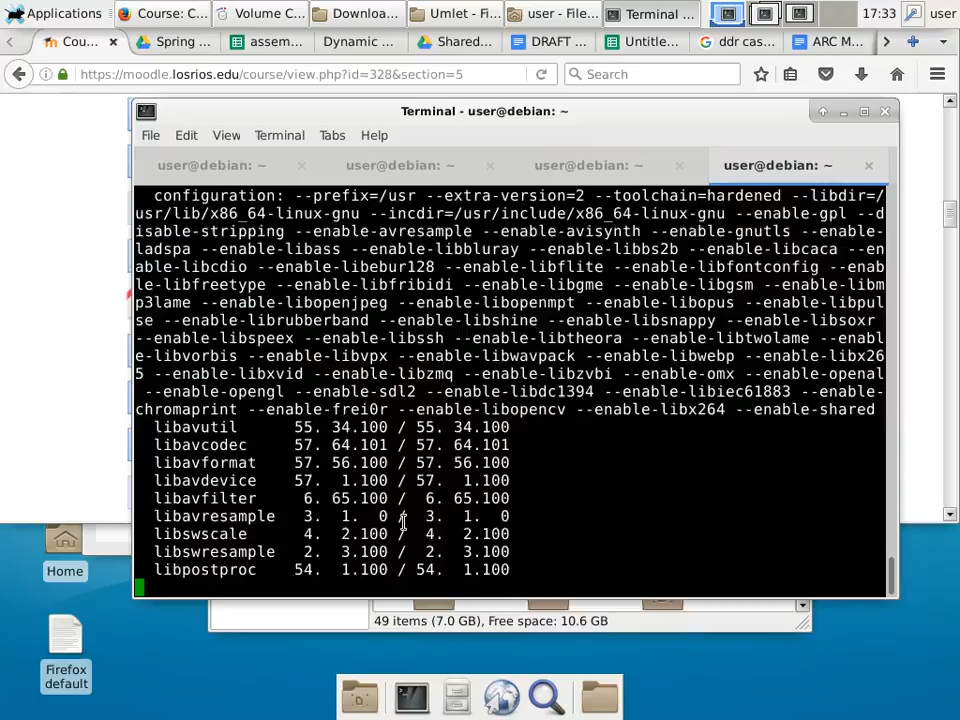 Applications
Course: C...
Volume C...
Downloa...
Umlet - Fi...
user - File...
Terminal ...
17:33
user
Cou...
Spring ...
assem...
Dynamic ...
Shared...
DRAFT ...
Untitle...
ddr cas...
ARC M...
https://moodle.losrios.edu/course/view.php?id=328&section=5
Search
Terminal - user@debian: ~
File Edit View Terminal Tabs Help
user@debian: ~
user@debian: ~
user@debian: ~
user@debian: ~
configuration: --prefix=/usr --extra-version=2 --toolchain=hardened --libdir=/
usr/lib/x86_64-linux-gnu --incdir=/usr/include/x86_64-linux-gnu --enable-gpl --d
isable-stripping --enable-avresample --enable-avisynth --enable-gnutls --enable-
ladspa --enable-libass --enable-libbluray --enable-libbs2b --enable-libcaca --en
able-libcdio --enable-libebur128 --enable-libflite --enable-libfontconfig --enab
le-libfreetype --enable-libfribidi --enable-libgme --enable-libgsm --enable-libm
p3lame --enable-libopenjpeg --enable-libopenmpt --enable-libopus --enable-libpul
se --enable-librubberband --enable-libshine --enable-libsnappy --enable-libsoxr
--enable-libspeex --enable-libssh --enable-libtheora --enable-libtwolame --enabl
e-libvorbis --enable-libvpx --enable-libwavpack --enable-libwebp --enable-libx26
5 --enable-libxvid --enable-libzmq --enable-libzvbi --enable-omx --enable-openal
--enable-opengl --enable-sdl2 --enable-libdc1394 --enable-libiec61883 --enable-
chromaprint --enable-frei0r --enable-libopencv --enable-libx264 --enable-shared
libavutil 55. 34.100 / 55. 34.100
libavcodec 57. 64.101 / 57. 64.101
libavformat 57. 56.100 / 57. 56.100
libavdevice 57. 1.100 / 57. 1.100
libavfilter 6. 65.100 / 6. 65.100
libavresample 3. 1. 0 / 3. 1. 0
libswscale 4. 2.100 / 4. 2.100
libswresample 2. 3.100 / 2. 3.100
libpostproc 54. 1.100 / 54. 1.100
49 items (7.0 GB), Free space: 10.6 GB
Home
Firefox
default